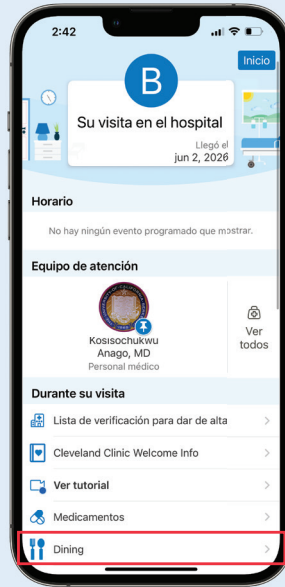 2:42
Inicio
B
Su visita en el hospital
Llegó el
jun 2, 2026
Horario
No hay ningún evento programado que mostrar.
Equipo de atención
Kosisochukwu
Anago, MD
Personal médico
Ver
todos
Durante su visita
Lista de verificación para dar de alta
Cleveland Clinic Welcome Info
Ver tutorial
Medicamentos
Dining